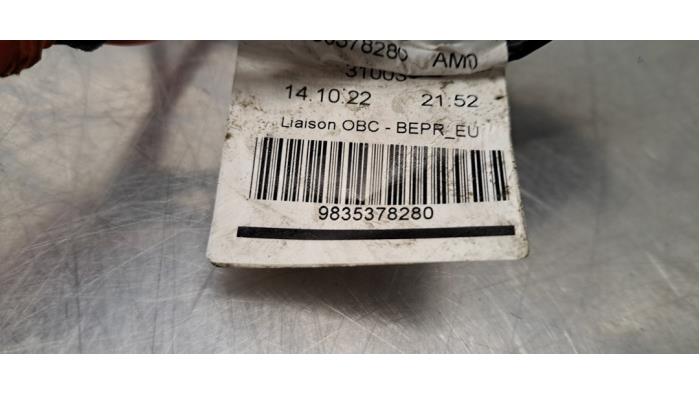 AM0
14.10.22 21:52
Liaison OBC - BEPR_EU
9835378280